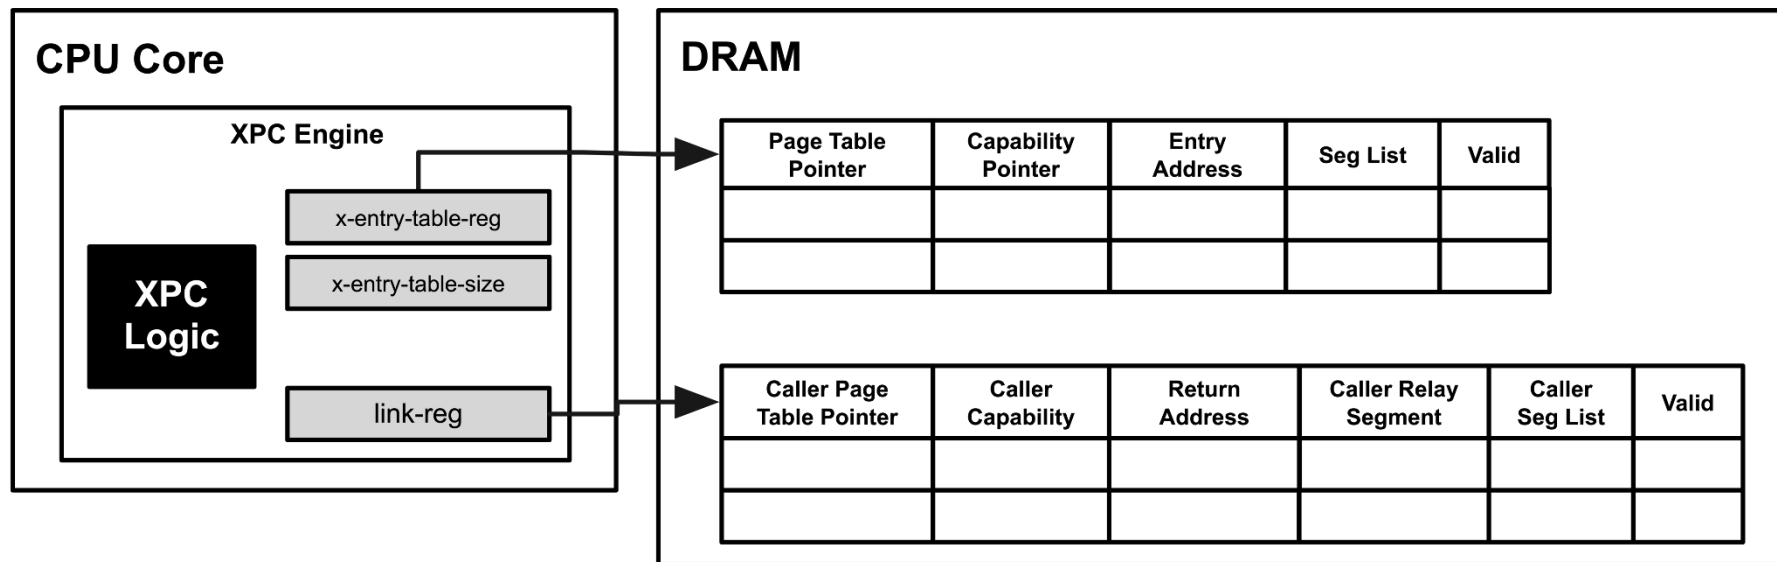 CPU Core
XPC Engine
x-entry-table-reg
x-entry-table-size
XPC
Logic
link-reg
DRAM
Page Table
Pointer
Capability
Pointer
Entry
Address
Seg List
Valid
Caller Page
Table Pointer
Caller
Capability
Return
Address
Caller Relay
Segment
Caller
Seg List
Valid